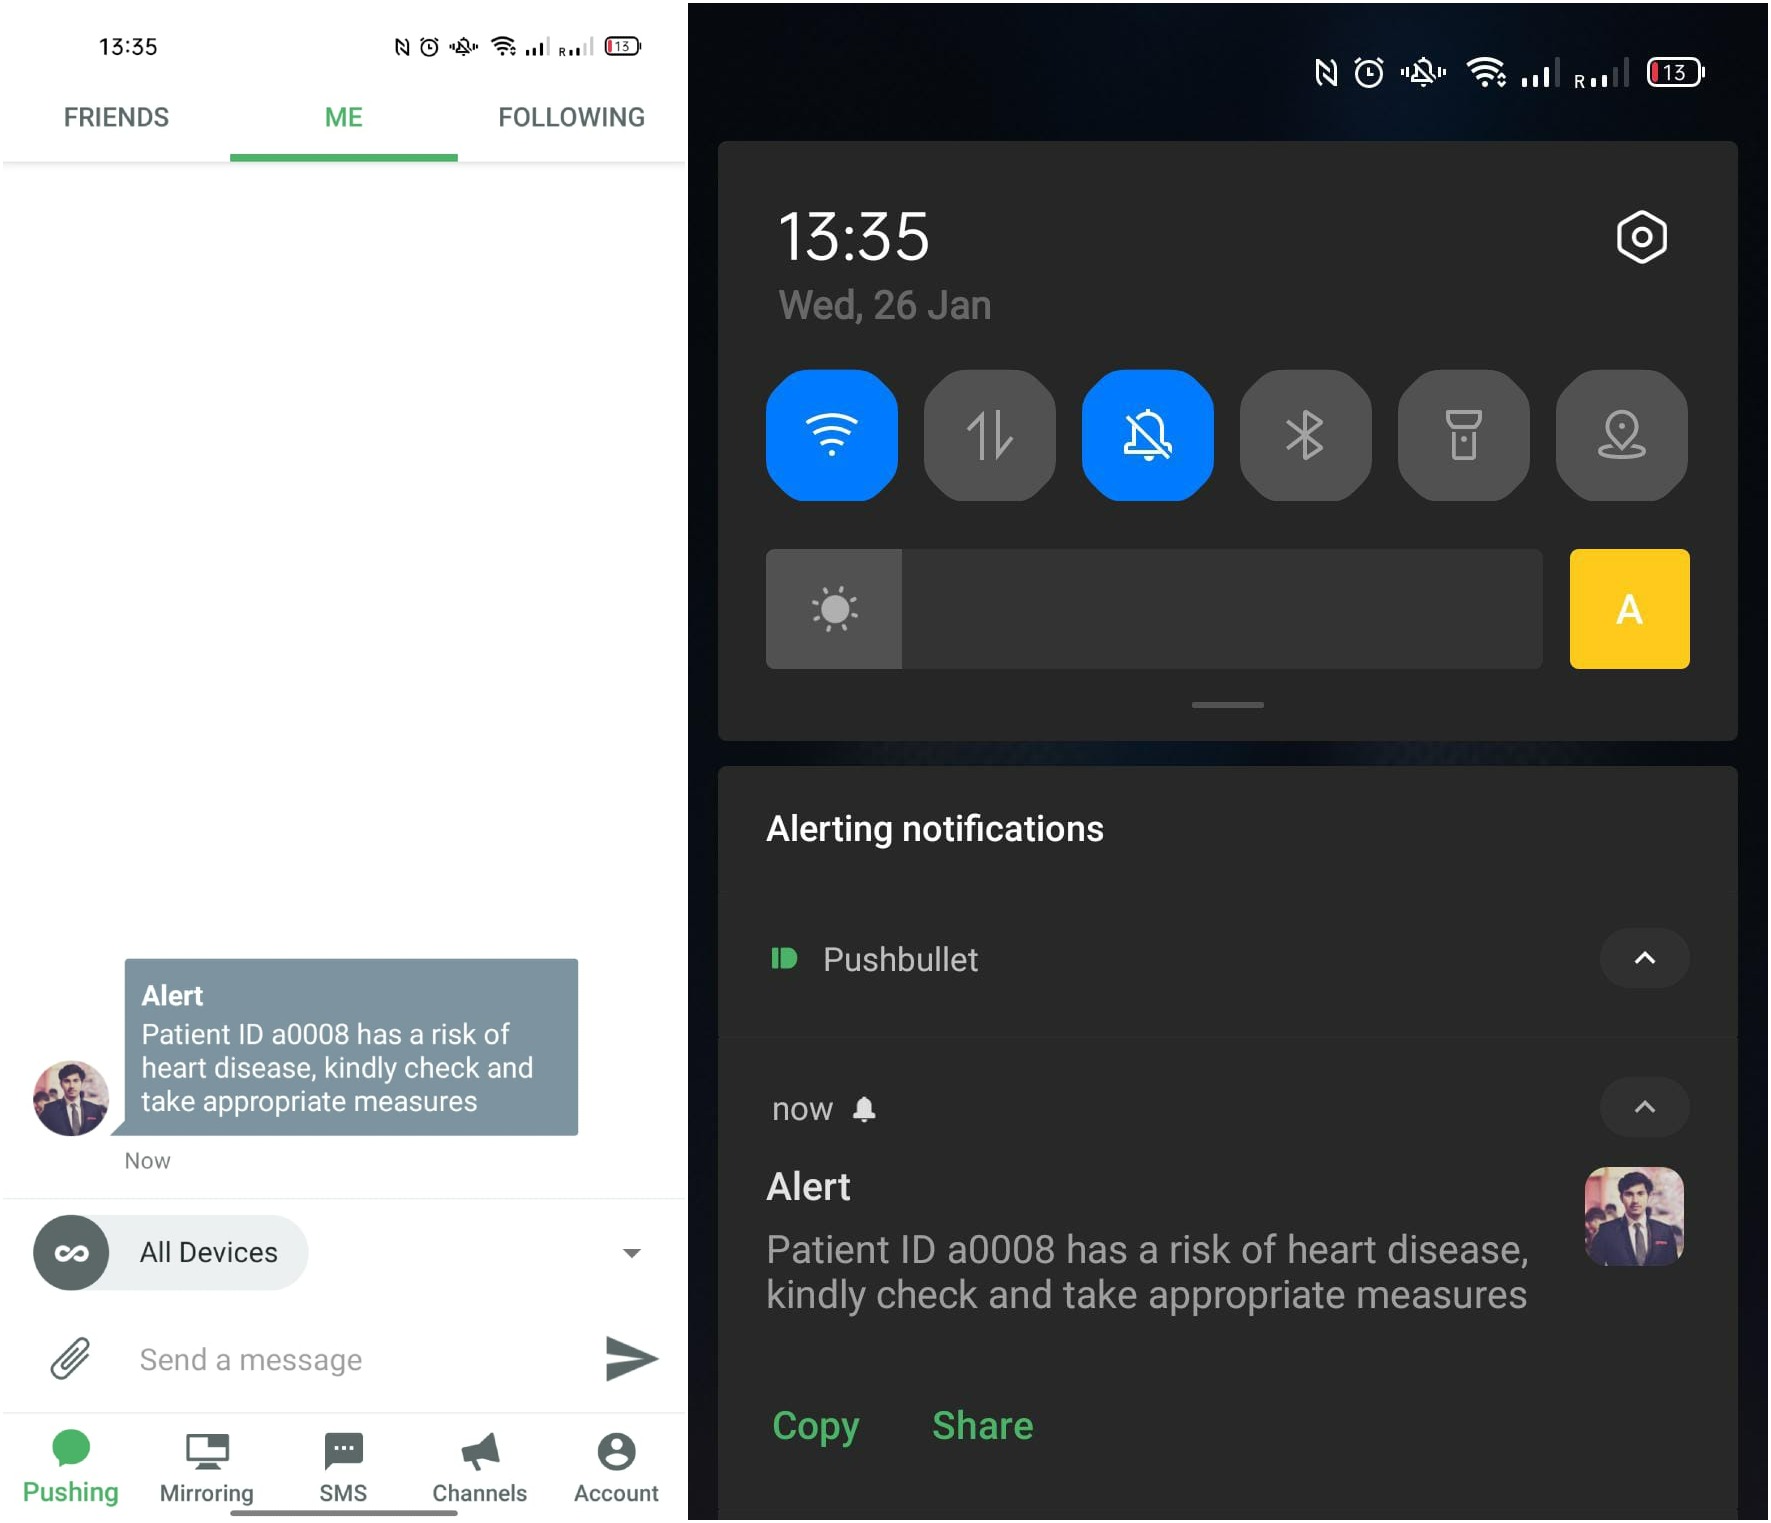 13:35
R
13
FRIENDS
ME
FOLLOWING
Alert
Patient ID a0008 has a risk of
heart disease, kindly check and
take appropriate measures
Now
All Devices
Send a message
Pushing
Mirroring
SMS
Channels
Account
R
13
13:35
Wed, 26 Jan
A
Alerting notifications
Pushbullet
now
Alert
Patient ID a0008 has a risk of heart disease,
kindly check and take appropriate measures
Copy
Share